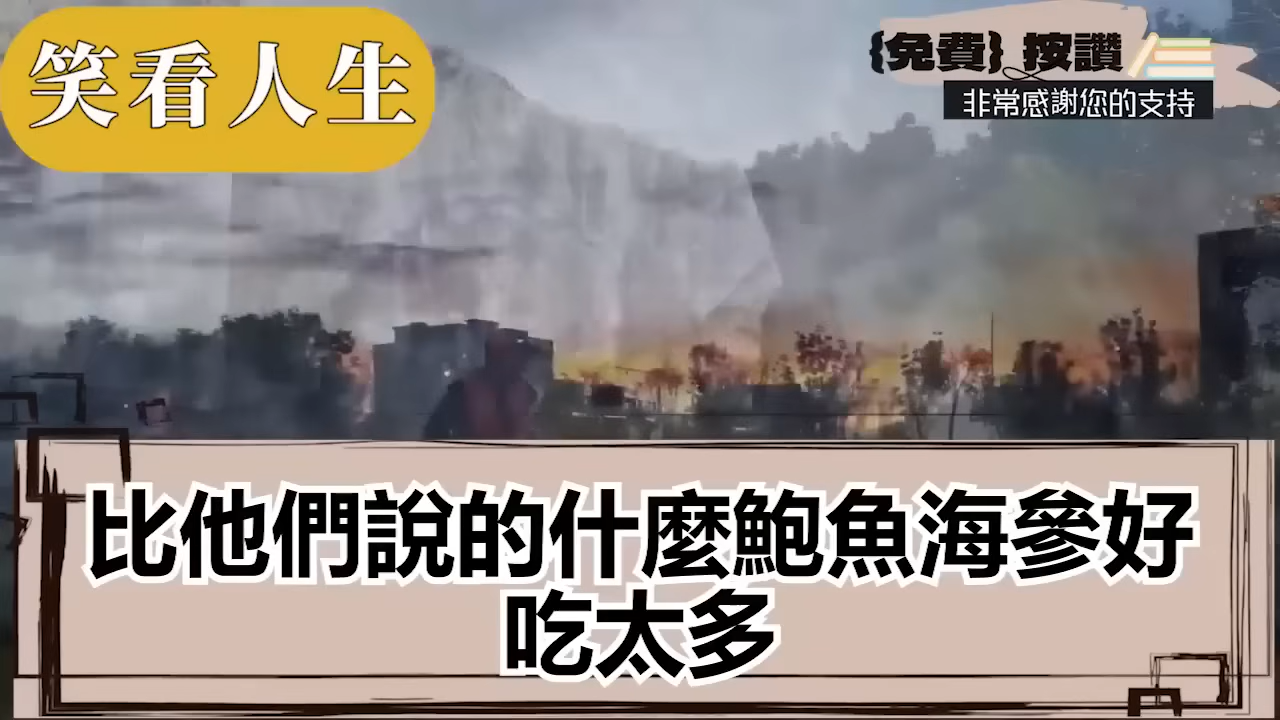 笑看人生
{免費} 按讚
非常感謝您的支持
比他們說的什麼鮑魚海參好
吃太多